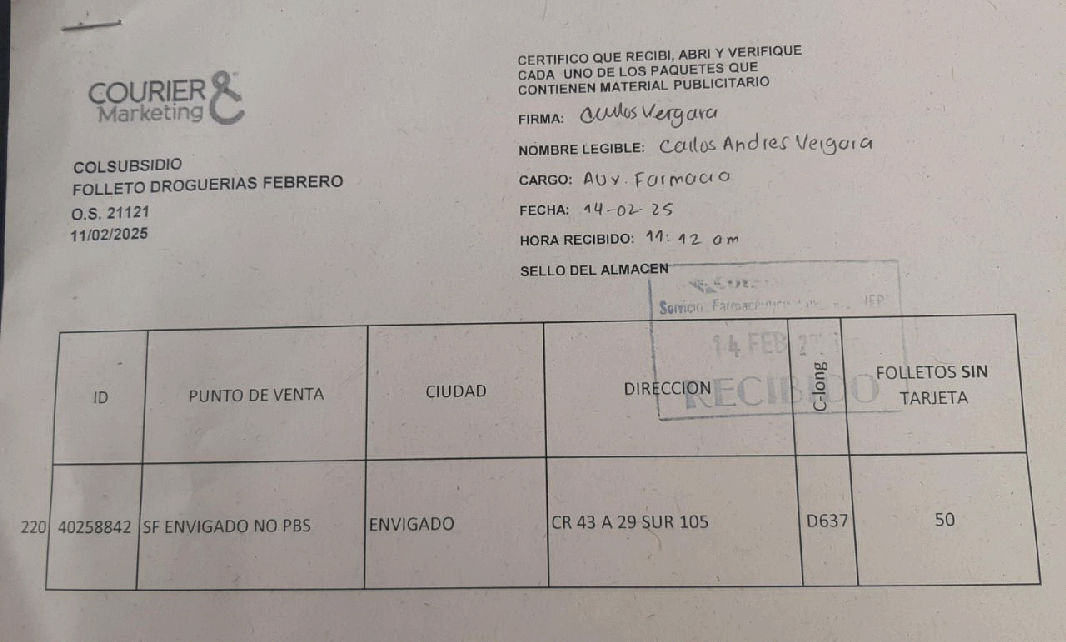 COURIER &
Marketing
COLSUBSIDIO
FOLLETO DROGUERIAS FEBRERO
O.S. 21121
11/02/2025
CERTIFICO QUE RECIBI, ABRI Y VERIFIQUE
CADA UNO DE LOS PAQUETES QUE
CONTIENEN MATERIAL PUBLICITARIO
FIRMA: Carlos Vergara
NOMBRE LEGIBLE: Carlos Andres Vergara
CARGO: Aux. Farmacia
FECHA: 14-02-25
HORA RECIBIDO: 11:12 am
SELLO DEL ALMACEN
Servicio
14 FEB
RECIBIDO
ID PUNTO DE VENTA CIUDAD DIRECCION C-long FOLLETOS SIN TARJETA
220 40258842 SF ENVIGADO NO PBS ENVIGADO CR 43 A 29 SUR 105 D637 50